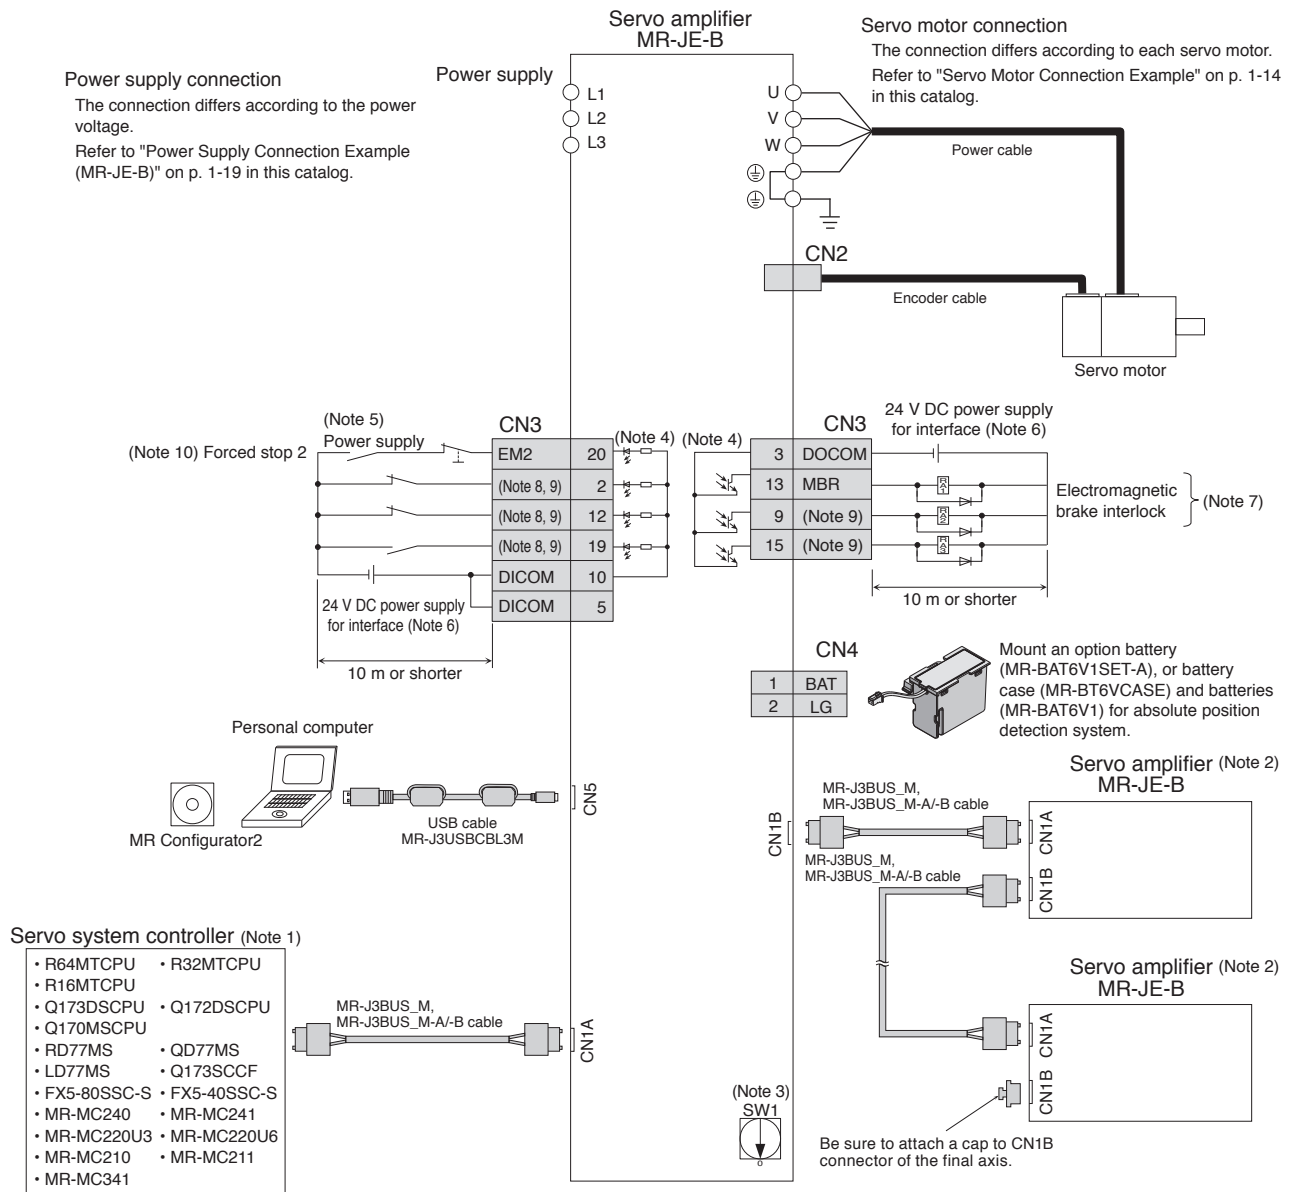 Servo amplifier
MR-JE-B
Servo motor connection
The connection differs according to each servo motor.
Refer to "Servo Motor Connection Example" on p. 1-14
in this catalog.
Power supply connection
The connection differs according to the power
voltage.
Refer to "Power Supply Connection Example
(MR-JE-B)" on p. 1-19 in this catalog.
Power supply
L1
L2
L3
U
V
W
Power cable
CN2
Encoder cable
Servo motor
(Note 10) Forced stop 2
(Note 5)
Power supply
CN3
EM2 20
(Note 8, 9) 2
(Note 8, 9) 12
(Note 8, 9) 19
DICOM 10
DICOM 5
(Note 4)
24 V DC power supply
for interface (Note 6)
10 m or shorter
(Note 4)
CN3
3 DOCOM
13 MBR
9 (Note 9)
15 (Note 9)
24 V DC power supply
for interface (Note 6)
RA1
RA2
RA3
Electromagnetic
brake interlock
(Note 7)
10 m or shorter
CN4
1 BAT
2 LG
Mount an option battery
(MR-BAT6V1SET-A), or battery
case (MR-BT6VCASE) and batteries
(MR-BAT6V1) for absolute position
detection system.
Personal computer
MR Configurator2
USB cable
MR-J3USBCBL3M
CN5
CN1B
MR-J3BUS_M,
MR-J3BUS_M-A/-B cable
Servo amplifier (Note 2)
MR-JE-B
CN1A
CN1B
MR-J3BUS_M,
MR-J3BUS_M-A/-B cable
Servo amplifier (Note 2)
MR-JE-B
CN1A
CN1B
Be sure to attach a cap to CN1B
connector of the final axis.
Servo system controller (Note 1)
• R64MTCPU • R32MTCPU
• R16MTCPU
• Q173DSCPU • Q172DSCPU
• Q170MSCPU
• RD77MS • QD77MS
• LD77MS • Q173SCCF
• FX5-80SSC-S • FX5-40SSC-S
• MR-MC240 • MR-MC241
• MR-MC220U3 • MR-MC220U6
• MR-MC210 • MR-MC211
• MR-MC341
MR-J3BUS_M,
MR-J3BUS_M-A/-B cable
CN1A
(Note 3)
SW1
0